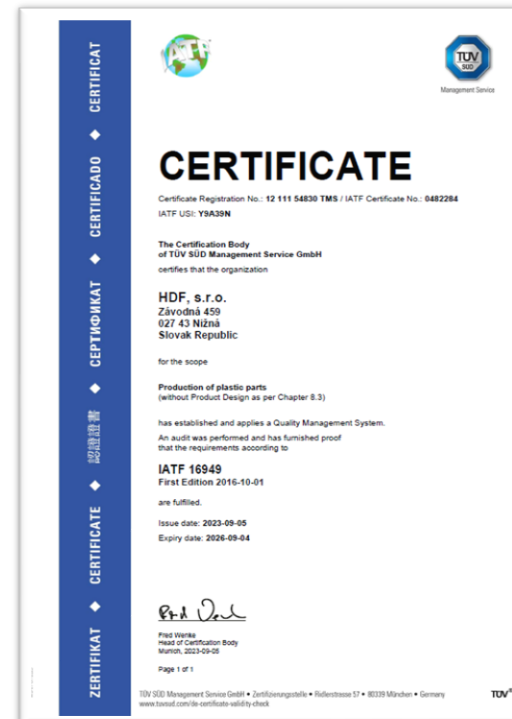 IATF
TÜV
SÜD
Management Service
CERTIFICATE
Certificate Registration No.: 12 111 54830 TMS / IATF Certificate No.: 0482284
IATF USI: Y9A39N
The Certification Body
of TÜV SÜD Management Service GmbH
certifies that the organization
HDF, s.r.o.
Závodná 459
027 43 Nižná
Slovak Republic
for the scope
Production of plastic parts
(without Product Design as per Chapter 8.3)
has established and applies a Quality Management System.
An audit was performed and has furnished proof
that the requirements according to
IATF 16949
First Edition 2016-10-01
are fulfilled.
Issue date: 2023-09-05
Expiry date: 2026-09-04
Fred Wenke
Head of Certification Body
Munich, 2023-09-05
Page 1 of 1
TÜV SÜD Management Service GmbH • Zertifizierungsstelle • Ridlerstrasse 57 • 80339 München • Germany
www.tuvsud.com/de-certificate-validity-check
TÜV®
ZERTIFIKAT ◆ CERTIFICATE ◆ 認證證書 ◆ СЕРТИФИКАТ ◆ CERTIFICADO ◆ CERTIFICAT